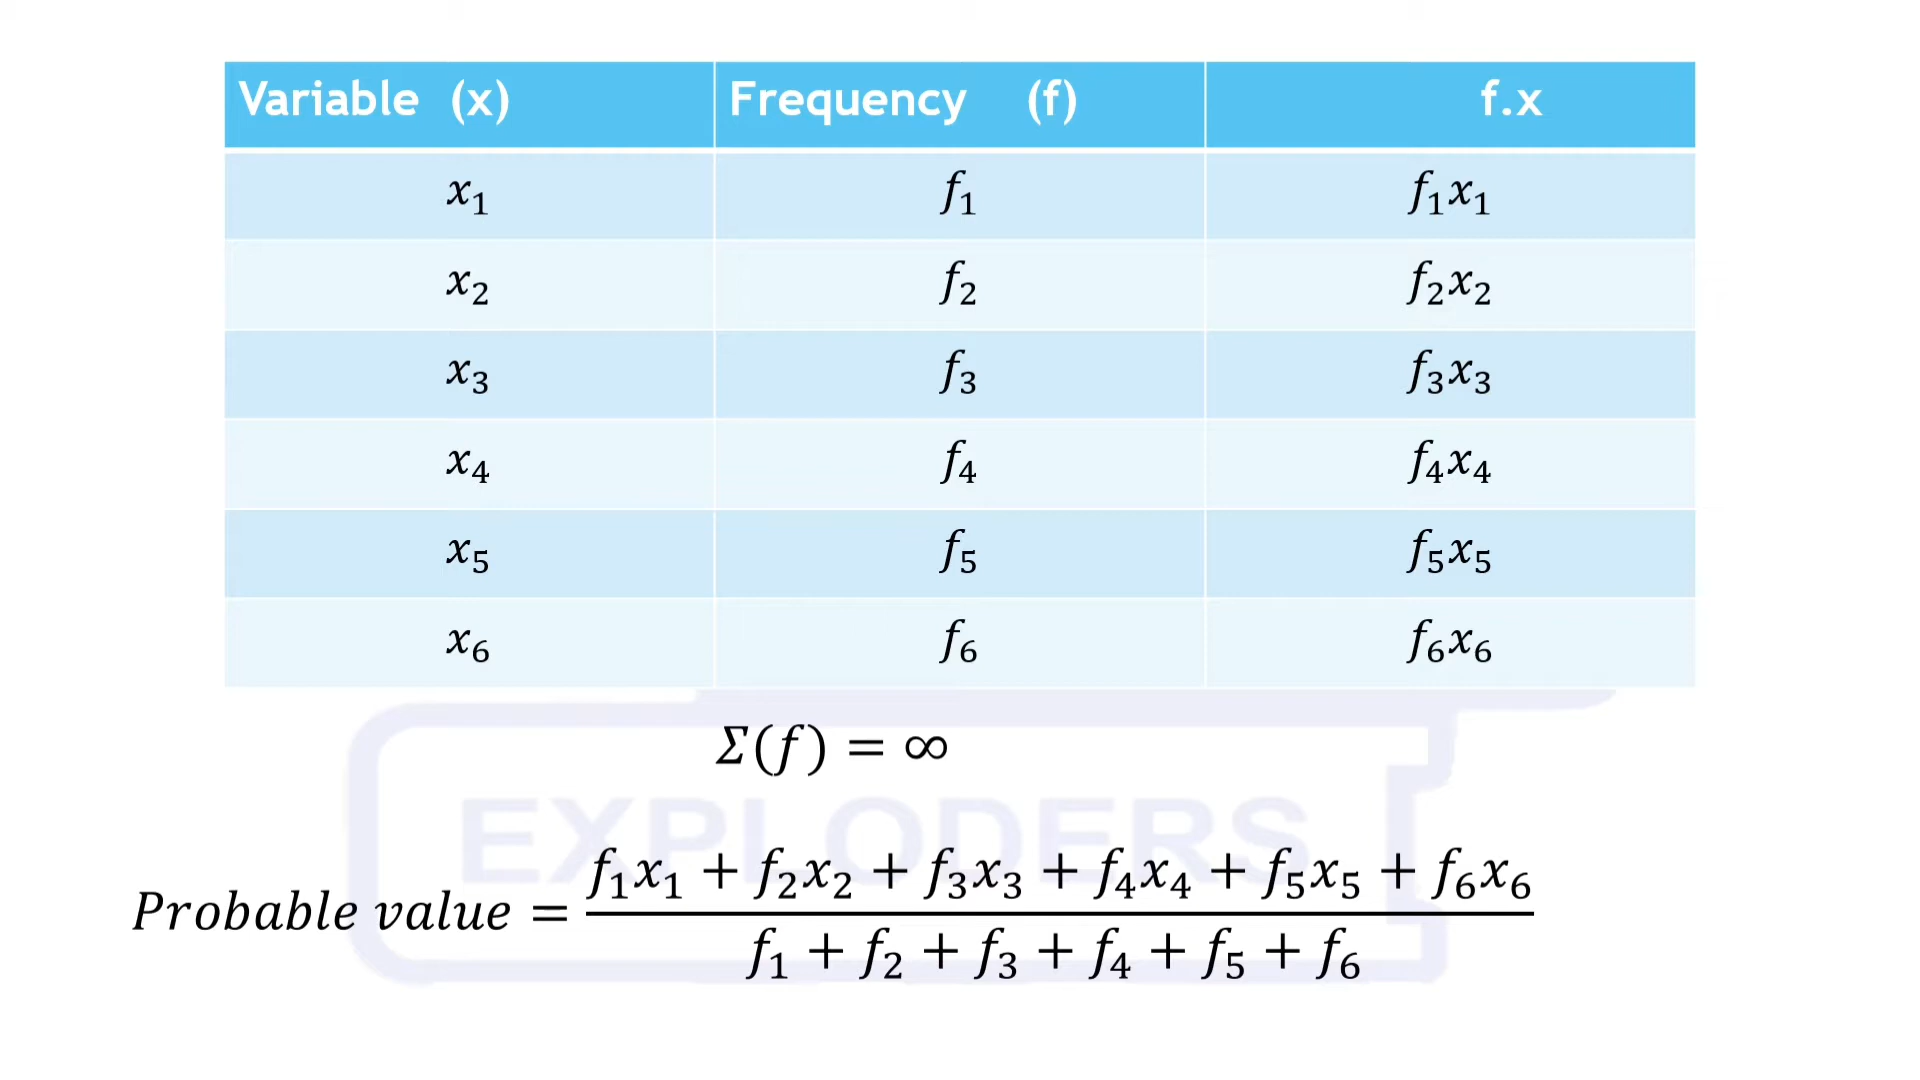 Variable (x) Frequency (f) f.x
x₁ f₁ f₁x₁
x₂ f₂ f₂x₂
x₃ f₃ f₃x₃
x₄ f₄ f₄x₄
x₅ f₅ f₅x₅
x₆ f₆ f₆x₆
Σ(f) = ∞
EXPLODERS
f₁x₁ + f₂x₂ + f₃x₃ + f₄x₄ + f₅x₅ + f₆x₆
Probable value =
f₁ + f₂ + f₃ + f₄ + f₅ + f₆